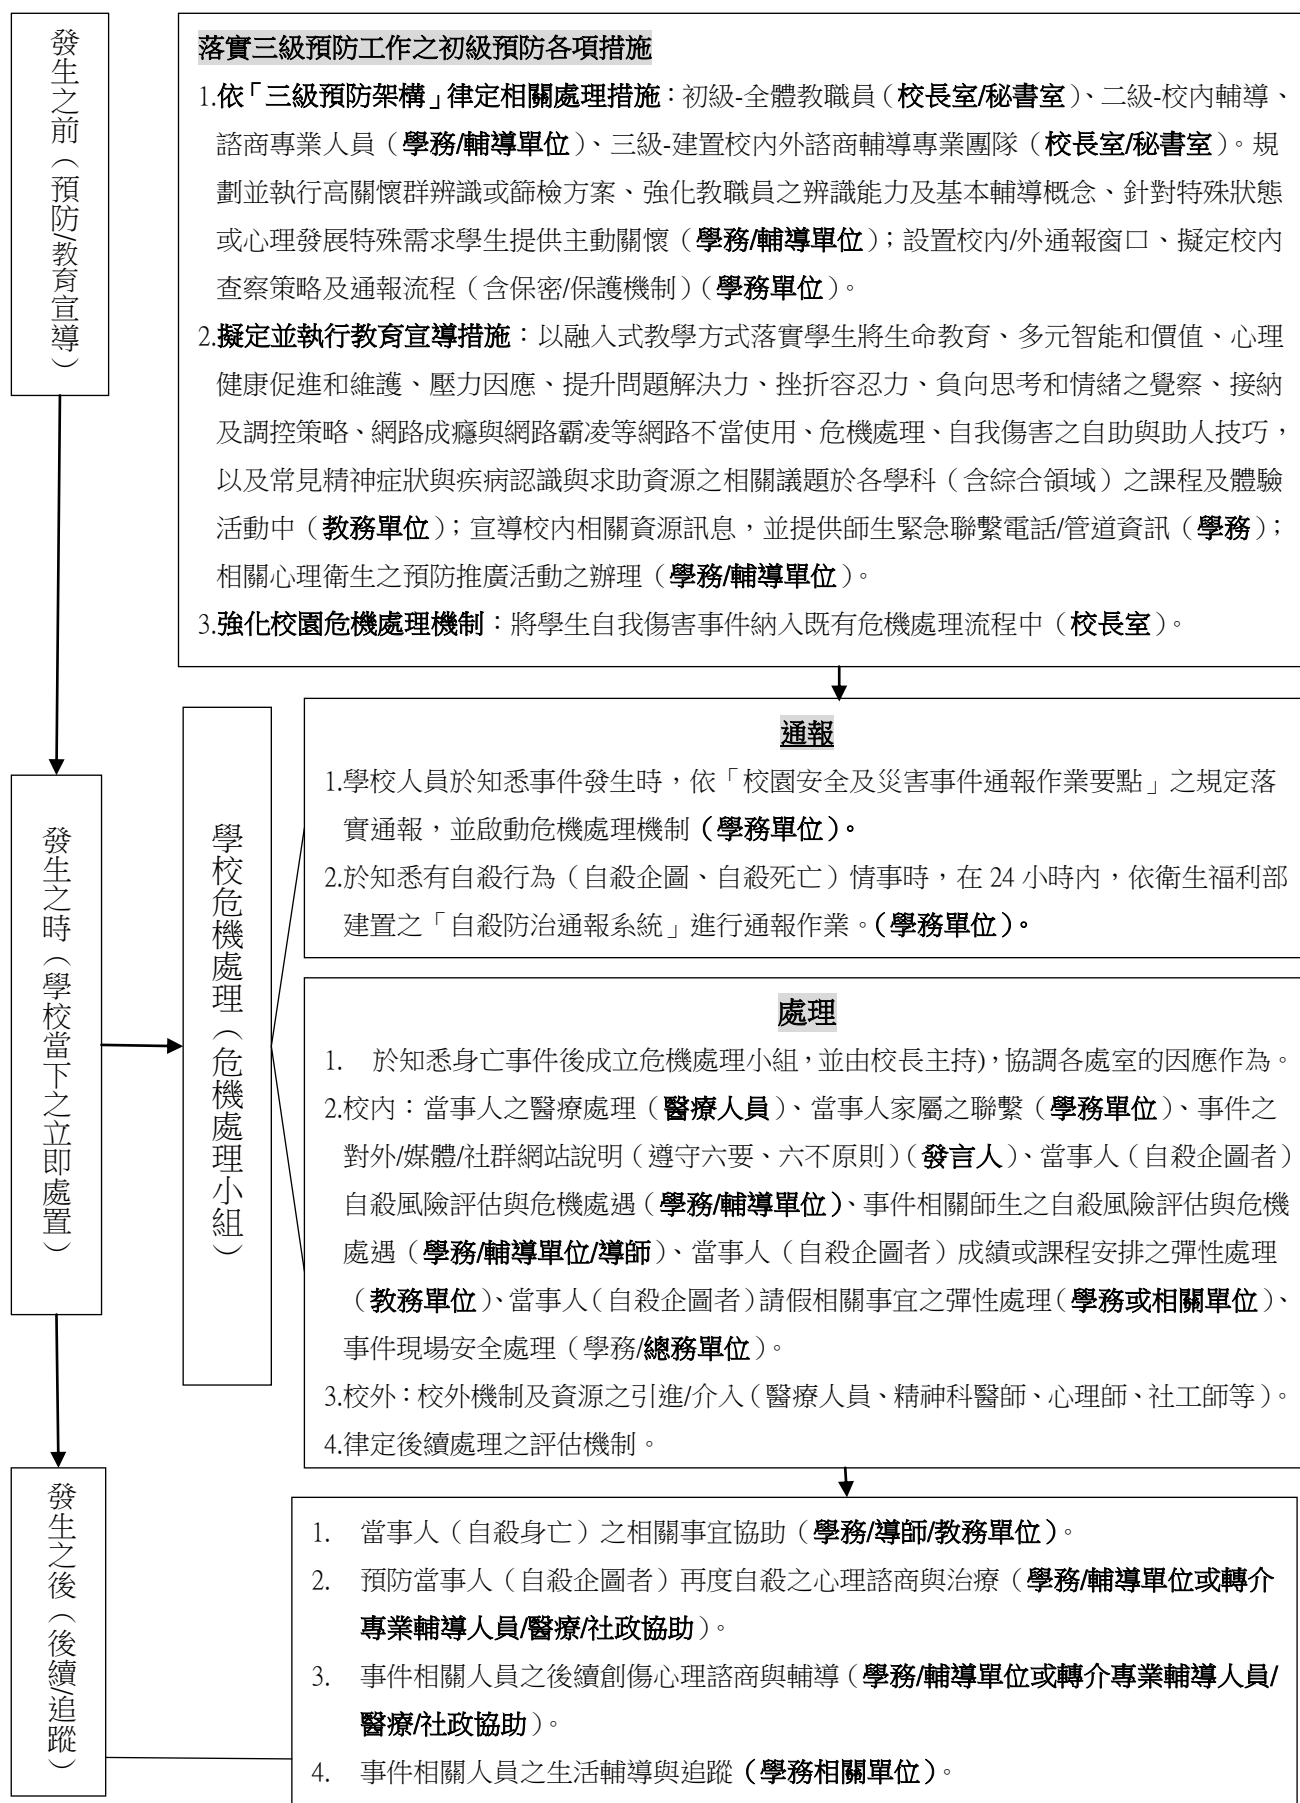 發生之前（預防/教育宣導）
落實三級預防工作之初級預防各項措施
1.依「三級預防架構」律定相關處理措施：初級-全體教職員（校長室/秘書室）、二級-校內輔導、
諮商專業人員（學務/輔導單位）、三級-建置校內外諮商輔導專業團隊（校長室/秘書室）。規
劃並執行高關懷群辨識或篩檢方案、強化教職員之辨識能力及基本輔導概念、針對特殊狀態
或心理發展特殊需求學生提供主動關懷（學務/輔導單位）；設置校內/外通報窗口、擬定校內
查察策略及通報流程（含保密/保護機制）（學務單位）。
2.擬定並執行教育宣導措施：以融入式教學方式落實學生將生命教育、多元智能和價值、心理
健康促進和維護、壓力因應、提升問題解決力、挫折容忍力、負向思考和情緒之覺察、接納
及調控策略、網路成癮與網路霸凌等網路不當使用、危機處理、自我傷害之自助與助人技巧，
以及常見精神症狀與疾病認識與求助資源之相關議題於各學科（含綜合領域）之課程及體驗
活動中（教務單位）；宣導校內相關資源訊息，並提供師生緊急聯繫電話/管道資訊（學務）；
相關心理衛生之預防推廣活動之辦理（學務/輔導單位）。
3.強化校園危機處理機制：將學生自我傷害事件納入既有危機處理流程中（校長室）。
發生之時（學校當下之立即處置）
學校危機處理（危機處理小組）
通報
1.學校人員於知悉事件發生時，依「校園安全及災害事件通報作業要點」之規定落
實通報，並啟動危機處理機制（學務單位）。
2.於知悉有自殺行為（自殺企圖、自殺死亡）情事時，在 24 小時內，依衛生福利部
建置之「自殺防治通報系統」進行通報作業。（學務單位）。
處理
1. 於知悉身亡事件後成立危機處理小組，並由校長主持)，協調各處室的因應作為。
2.校內：當事人之醫療處理（醫療人員）、當事人家屬之聯繫（學務單位）、事件之
對外/媒體/社群網站說明（遵守六要、六不原則）（發言人）、當事人（自殺企圖者）
自殺風險評估與危機處遇（學務/輔導單位）、事件相關師生之自殺風險評估與危機
處遇（學務/輔導單位/導師）、當事人（自殺企圖者）成績或課程安排之彈性處理
（教務單位）、當事人（自殺企圖者）請假相關事宜之彈性處理（學務或相關單位）、
事件現場安全處理（學務/總務單位）。
3.校外：校外機制及資源之引進/介入（醫療人員、精神科醫師、心理師、社工師等）。
4.律定後續處理之評估機制。
發生之後（後續/追蹤）
1. 當事人（自殺身亡）之相關事宜協助（學務/導師/教務單位）。
2. 預防當事人（自殺企圖者）再度自殺之心理諮商與治療（學務/輔導單位或轉介
專業輔導人員/醫療/社政協助）。
3. 事件相關人員之後續創傷心理諮商與輔導（學務/輔導單位或轉介專業輔導人員/
醫療/社政協助）。
4. 事件相關人員之生活輔導與追蹤（學務相關單位）。